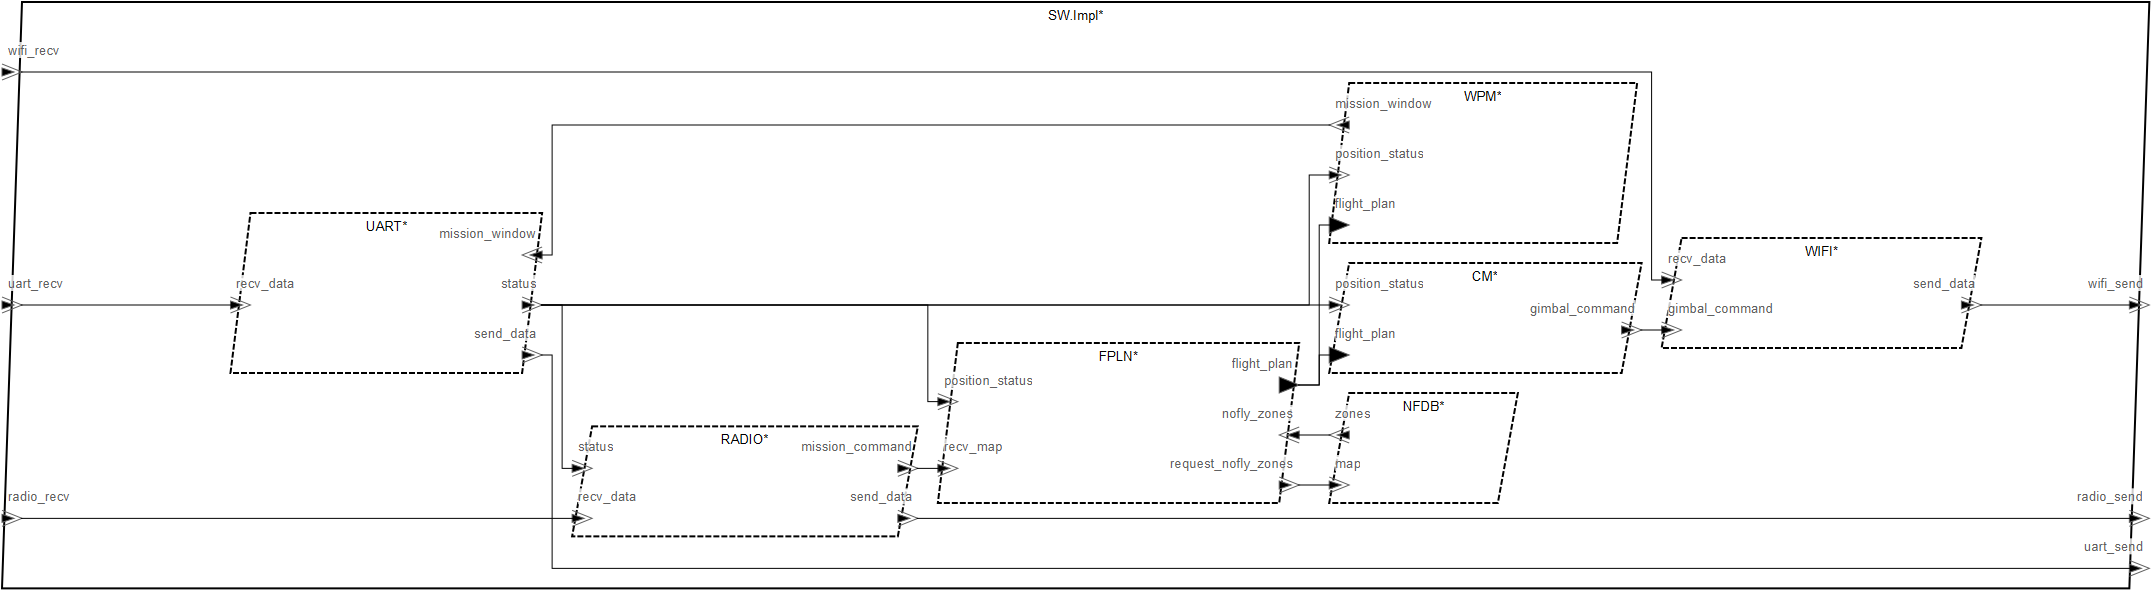 SW.Impl*
wifi_recv
WPM*
mission_window
position_status
flight_plan
UART*
mission_window
recv_data
status
send_data
uart_recv
CM*
position_status
gimbal_command
flight_plan
WIFI*
recv_data
send_data
gimbal_command
wifi_send
FPLN*
flight_plan
position_status
nofly_zones
recv_map
request_nofly_zones
NFDB*
zones
map
RADIO*
status
mission_command
recv_data
send_data
radio_recv
radio_send
uart_send